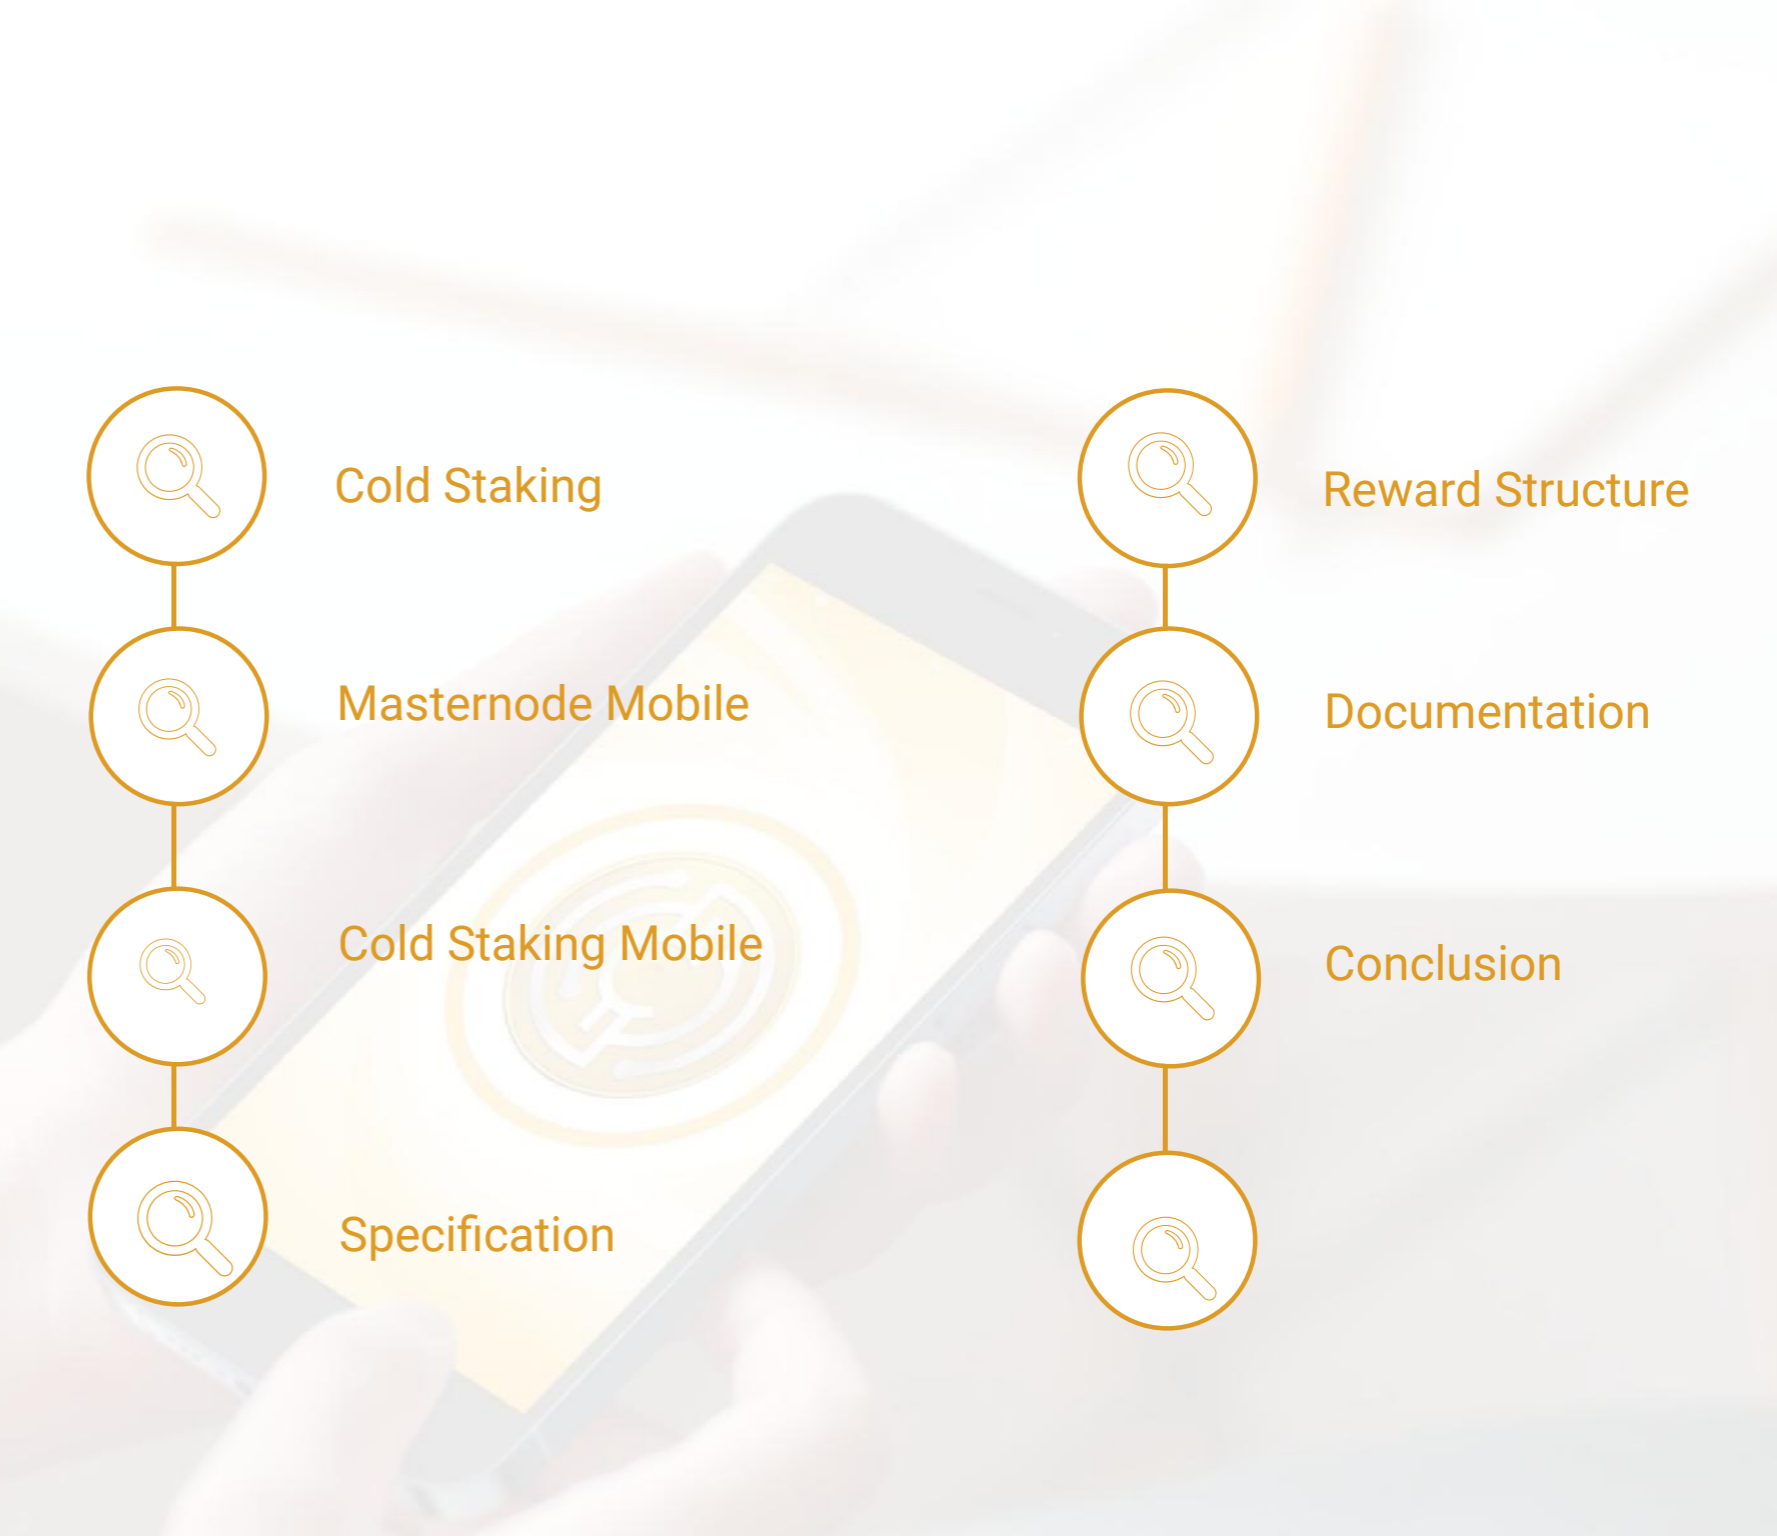 Cold Staking
Masternode Mobile
Cold Staking Mobile
Specification
Reward Structure
Documentation
Conclusion